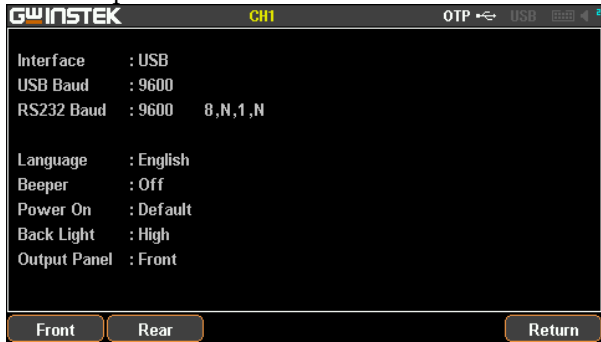 GWINSTEK CH1 OTP USB
Interface : USB
USB Baud : 9600
RS232 Baud : 9600 8,N,1,N
Language : English
Beeper : Off
Power On : Default
Back Light : High
Output Panel : Front
Front Rear Return